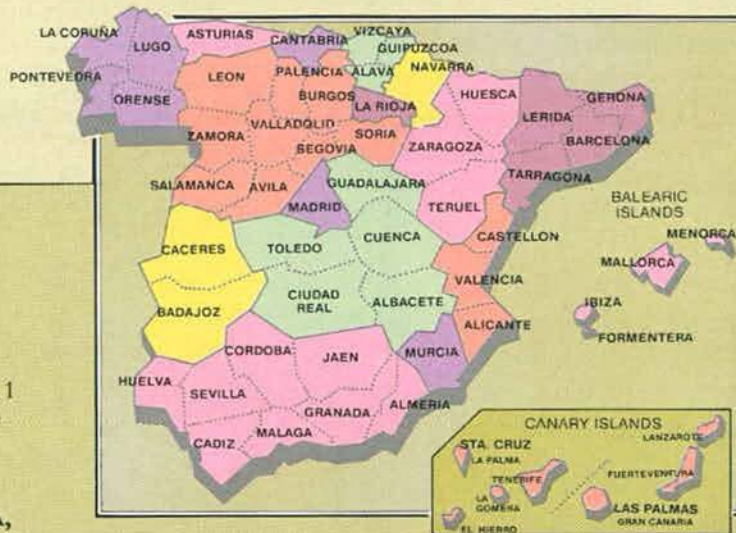 LA CORUÑA
LUGO
ASTURIAS
CANTABRIA
VIZCAYA
GUIPUZCOA
PONTEVEDRA
ORENSE
LEON
PALENCIA
BURGOS
ALAVA
NAVARRA
LA RIOJA
HUESCA
LERIDA
GERONA
ZAMORA
VALLADOLID
SORIA
SEGOVIA
ZARAGOZA
BARCELONA
TARRAGONA
SALAMANCA
AVILA
MADRID
GUADALAJARA
TERUEL
BALEARIC
ISLANDS
MENORCA
MALLORCA
IBIZA
FORMENTERA
CACERES
TOLEDO
CUENCA
CASTELLON
VALENCIA
BADAJOZ
CIUDAD
REAL
ALBACETE
ALICANTE
CORDOBA
JAEN
MURCIA
HUELVA
SEVILLA
GRANADA
ALMERIA
CADIZ
MALAGA
CANARY ISLANDS
STA. CRUZ
LA PALMA
TENERIFE
LA
GOMERA
EL HIERRO
LANZAROTE
FUERTEVENTURA
LAS PALMAS
GRAN CANARIA
1